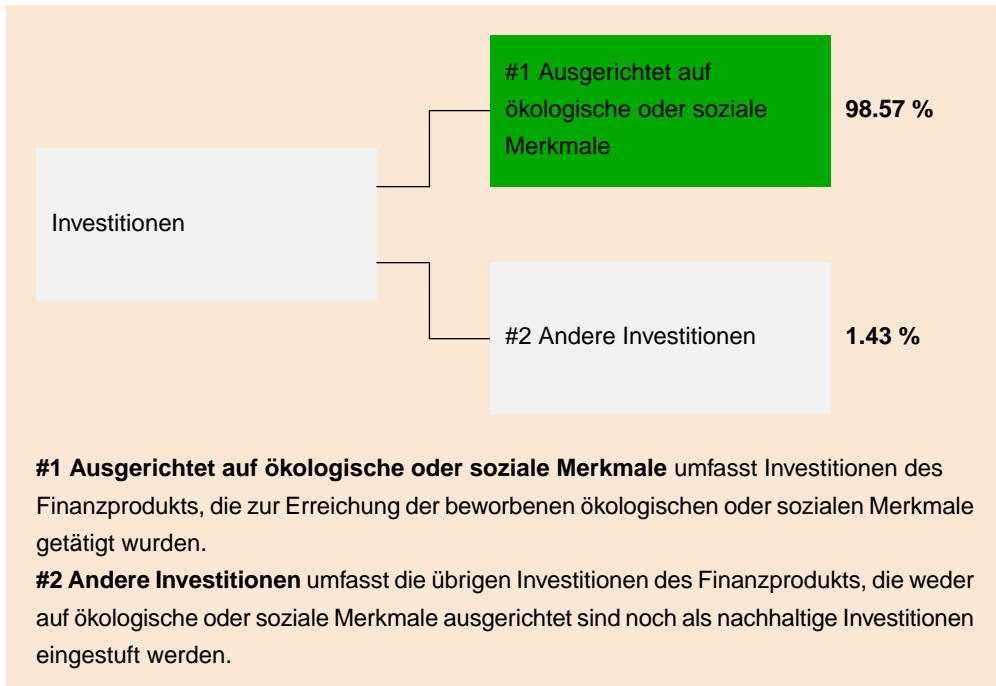 #1 Ausgerichtet auf
ökologische oder soziale
Merkmale
98.57 %
Investitionen
#2 Andere Investitionen
1.43 %
#1 Ausgerichtet auf ökologische oder soziale Merkmale umfasst Investitionen des
Finanzprodukts, die zur Erreichung der beworbenen ökologischen oder sozialen Merkmale
getätigt wurden.
#2 Andere Investitionen umfasst die übrigen Investitionen des Finanzprodukts, die weder
auf ökologische oder soziale Merkmale ausgerichtet sind noch als nachhaltige Investitionen
eingestuft werden.